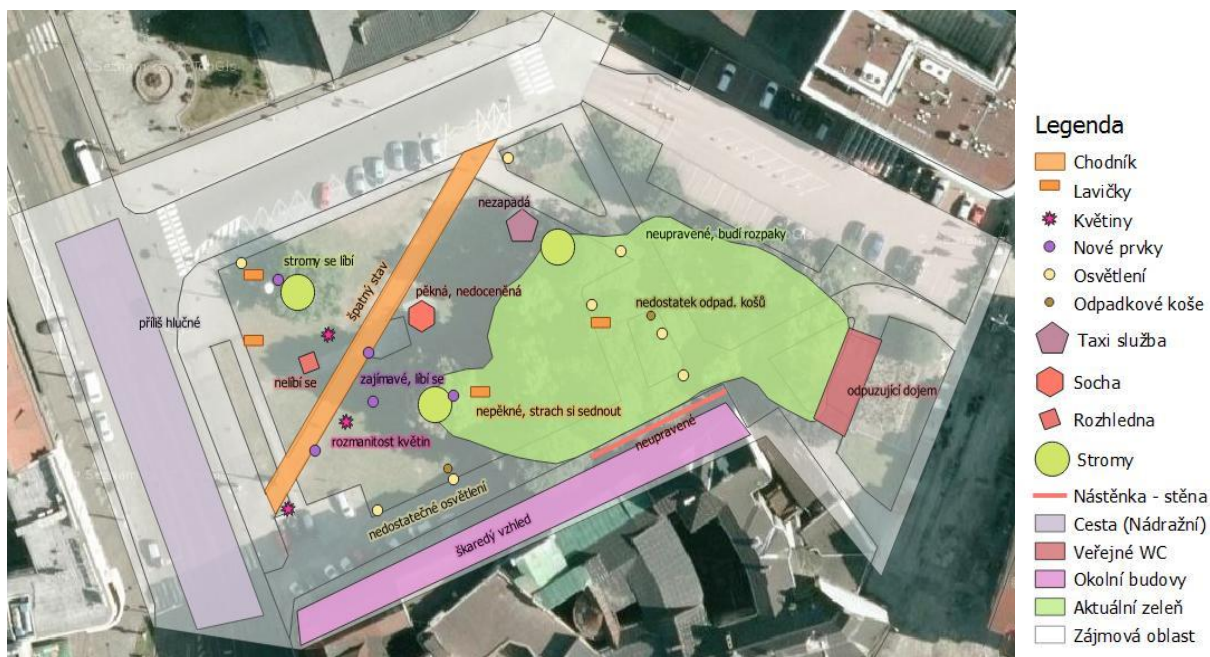 nezapadá
neupravené, budí rozpaky
stromy se líbí
špatný stav
pěkná, nedoceněná
nedostatek odpad. košů
příliš hlučné
nelíbí se
zajímavé, líbí se
odpuzující dojem
nepěkné, strach si sednout
rozmanitost květin
neupravené
nedostatečné osvětlení
škaredý vzhled
Legenda
Chodník
Lavičky
Květiny
Nové prvky
Osvětlení
Odpadkové koše
Taxi služba
Socha
Rozhledna
Stromy
Nástěnka - stěna
Cesta (Nádražní)
Veřejné WC
Okolní budovy
Aktuální zeleň
Zájmová oblast